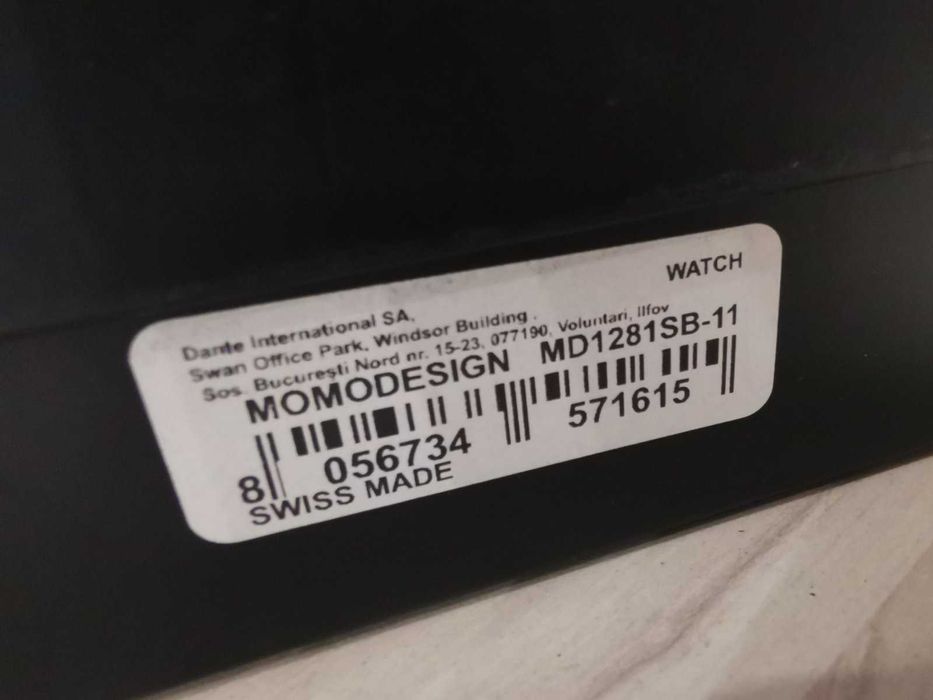 WATCH
Dante International SA,
Swan Office Park, Windsor Building.
Sos. București Nord nr. 15-23, 077190, Voluntari, Ilfov
MOMODESIGN MD1281SB-11
8 056734 571615
SWISS MADE